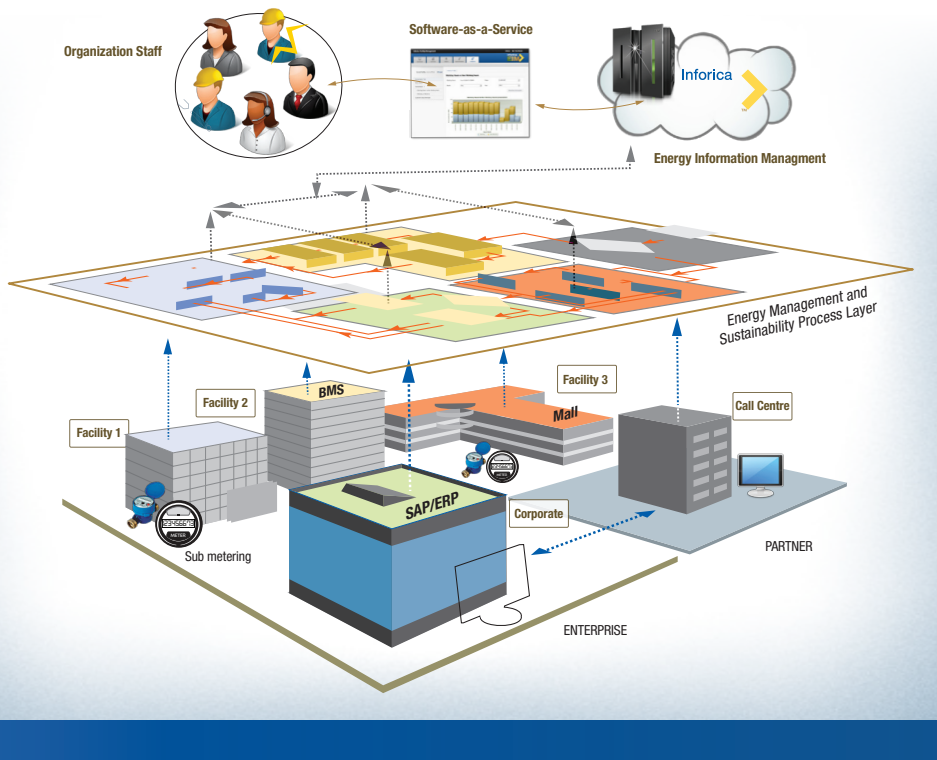 Organization Staff
Software-as-a-Service
Inforica
Energy Information Managment
Energy Management and
Sustainability Process Layer
Facility 1
Facility 2
BMS
Facility 3
Mall
Call Centre
SAP/ERP
Corporate
METER
Sub metering
PARTNER
ENTERPRISE